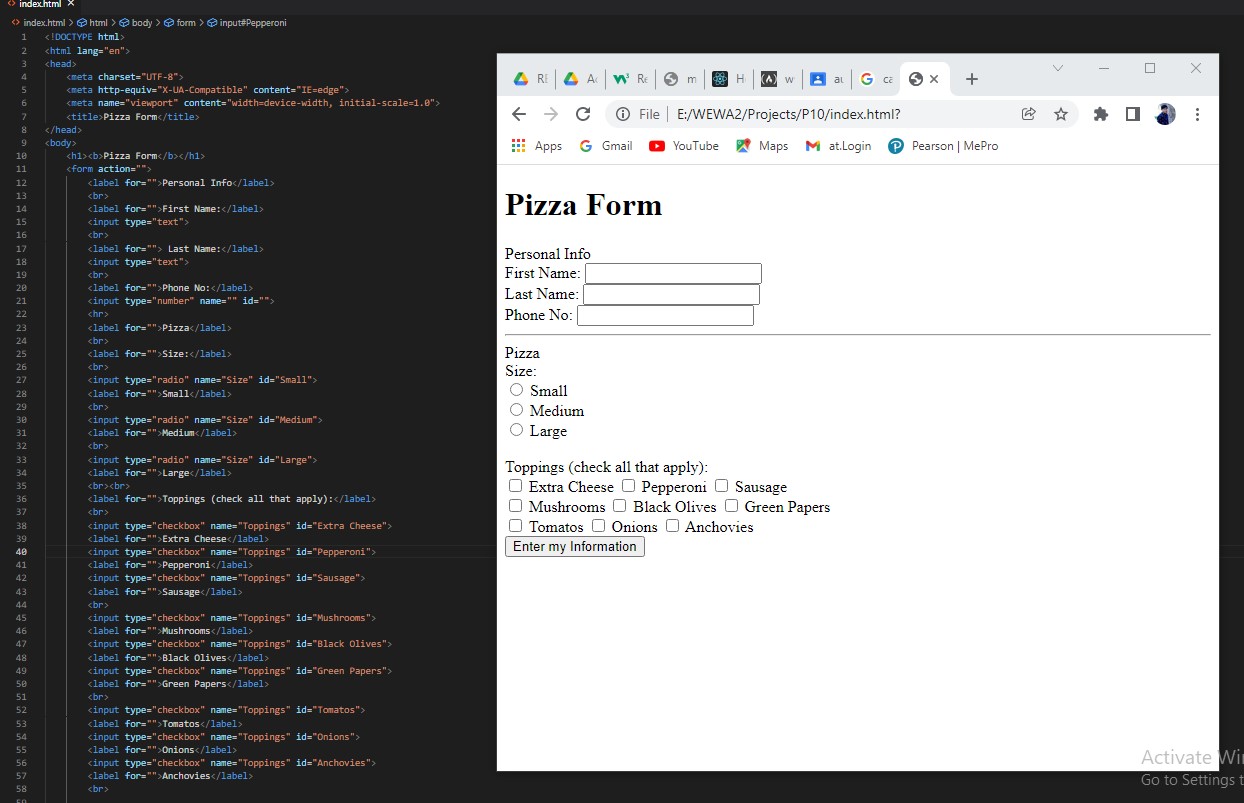 index.html
index.html > html > body > form > input#Pepperoni
1 <!DOCTYPE html>
2 <html lang="en">
3 <head>
4 <meta charset="UTF-8">
5 <meta http-equiv="X-UA-Compatible" content="IE=edge">
6 <meta name="viewport" content="width=device-width, initial-scale=1.0">
7 <title>Pizza Form</title>
8 </head>
9 <body>
10 <h1><b>Pizza Form</b></h1>
11 <form action="">
12 <label for="">Personal Info</label>
13 <br>
14 <label for="">First Name:</label>
15 <input type="text">
16 <br>
17 <label for=""> Last Name:</label>
18 <input type="text">
19 <br>
20 <label for="">Phone No:</label>
21 <input type="number" name="" id="">
22 <hr>
23 <label for="">Pizza</label>
24 <br>
25 <label for="">Size:</label>
26 <br>
27 <input type="radio" name="Size" id="Small">
28 <label for="">Small</label>
29 <br>
30 <input type="radio" name="Size" id="Medium">
31 <label for="">Medium</label>
32 <br>
33 <input type="radio" name="Size" id="Large">
34 <label for="">Large</label>
35 <br><br>
36 <label for="">Toppings (check all that apply):</label>
37 <br>
38 <input type="checkbox" name="Toppings" id="Extra Cheese">
39 <label for="">Extra Cheese</label>
40 <input type="checkbox" name="Toppings" id="Pepperoni">
41 <label for="">Pepperoni</label>
42 <input type="checkbox" name="Toppings" id="Sausage">
43 <label for="">Sausage</label>
44 <br>
45 <input type="checkbox" name="Toppings" id="Mushrooms">
46 <label for="">Mushrooms</label>
47 <input type="checkbox" name="Toppings" id="Black Olives">
48 <label for="">Black Olives</label>
49 <input type="checkbox" name="Toppings" id="Green Papers">
50 <label for="">Green Papers</label>
51 <br>
52 <input type="checkbox" name="Toppings" id="Tomatos">
53 <label for="">Tomatos</label>
54 <input type="checkbox" name="Toppings" id="Onions">
55 <label for="">Onions</label>
56 <input type="checkbox" name="Toppings" id="Anchovies">
57 <label for="">Anchovies</label>
58 <br>
59
File E:/WEWA2/Projects/P10/index.html?
Apps Gmail YouTube Maps at.Login Pearson | MePro
Pizza Form
Personal Info
First Name:
Last Name:
Phone No:
Pizza
Size:
Small
Medium
Large
Toppings (check all that apply):
Extra Cheese Pepperoni Sausage
Mushrooms Black Olives Green Papers
Tomatos Onions Anchovies
Enter my Information
Activate Wi
Go to Settings t